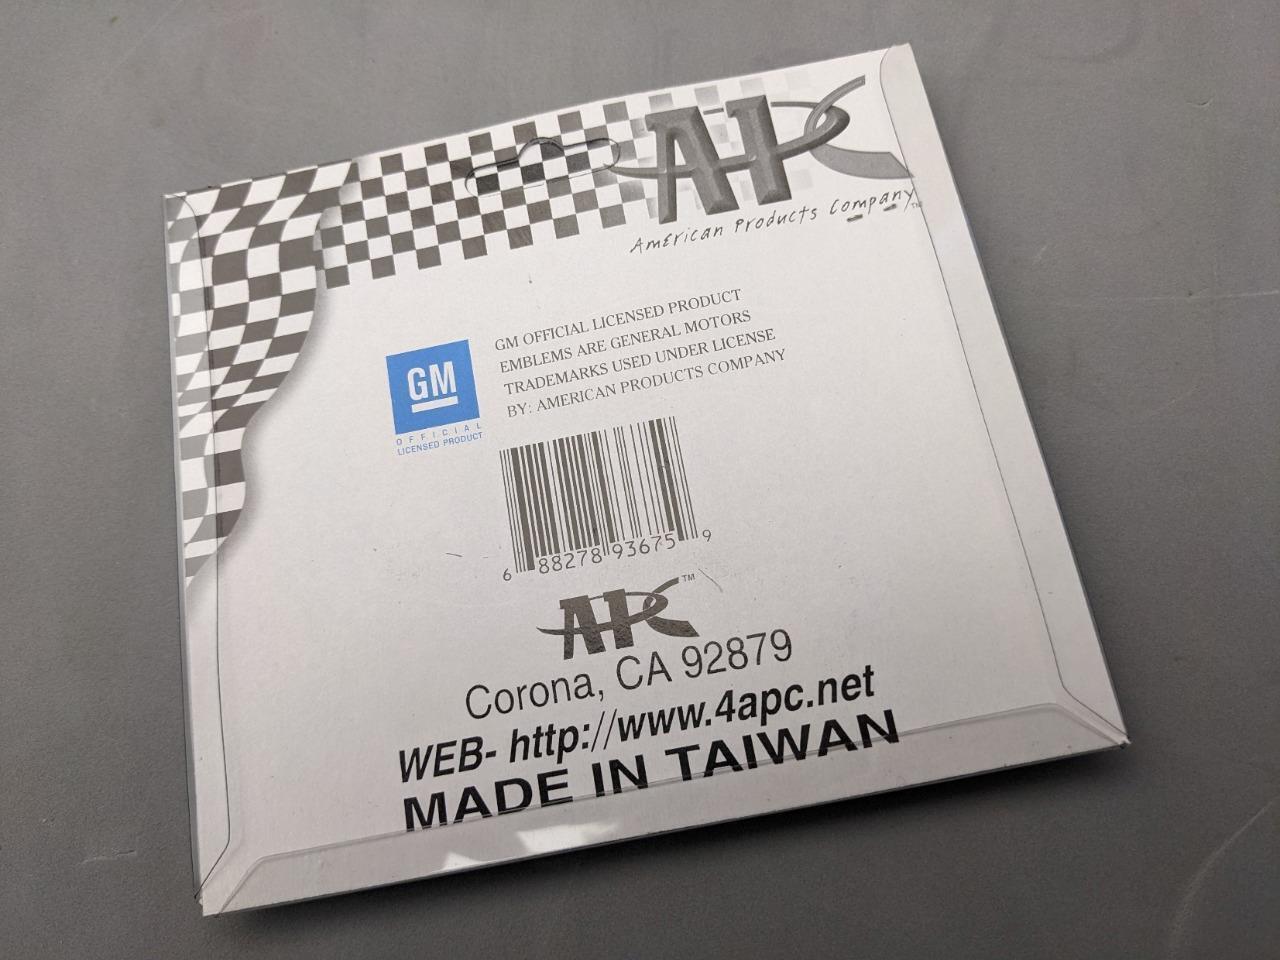 APC
American Products Company™
GM OFFICIAL LICENSED PRODUCT
EMBLEMS ARE GENERAL MOTORS
TRADEMARKS USED UNDER LICENSE
BY: AMERICAN PRODUCTS COMPANY
GM
OFFICIAL
LICENSED PRODUCT
6 88278 93675 9
APC™
Corona, CA 92879
WEB- http://www.4apc.net
MADE IN TAIWAN